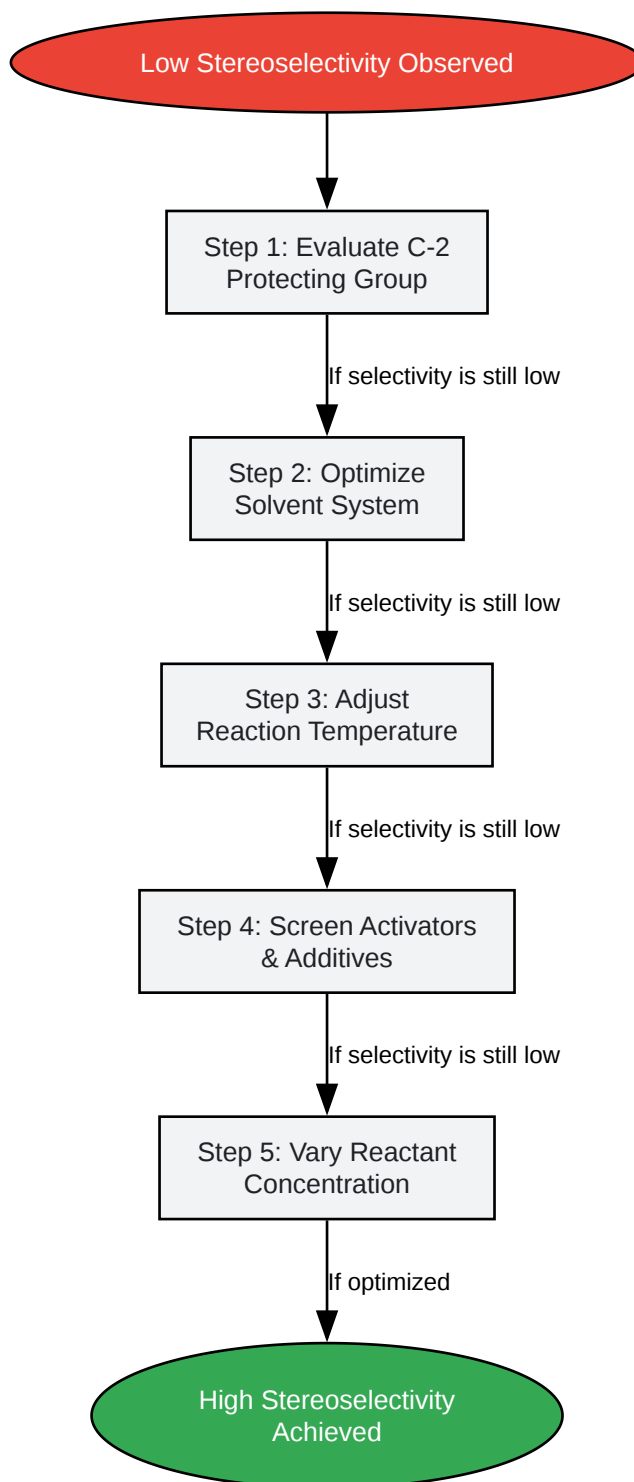 Low Stereoselectivity Observed
Step 1: Evaluate C-2
Protecting Group
If selectivity is still low
Step 2: Optimize
Solvent System
If selectivity is still low
Step 3: Adjust
Reaction Temperature
If selectivity is still low
Step 4: Screen Activators
& Additives
If selectivity is still low
Step 5: Vary Reactant
Concentration
If optimized
High Stereoselectivity
Achieved